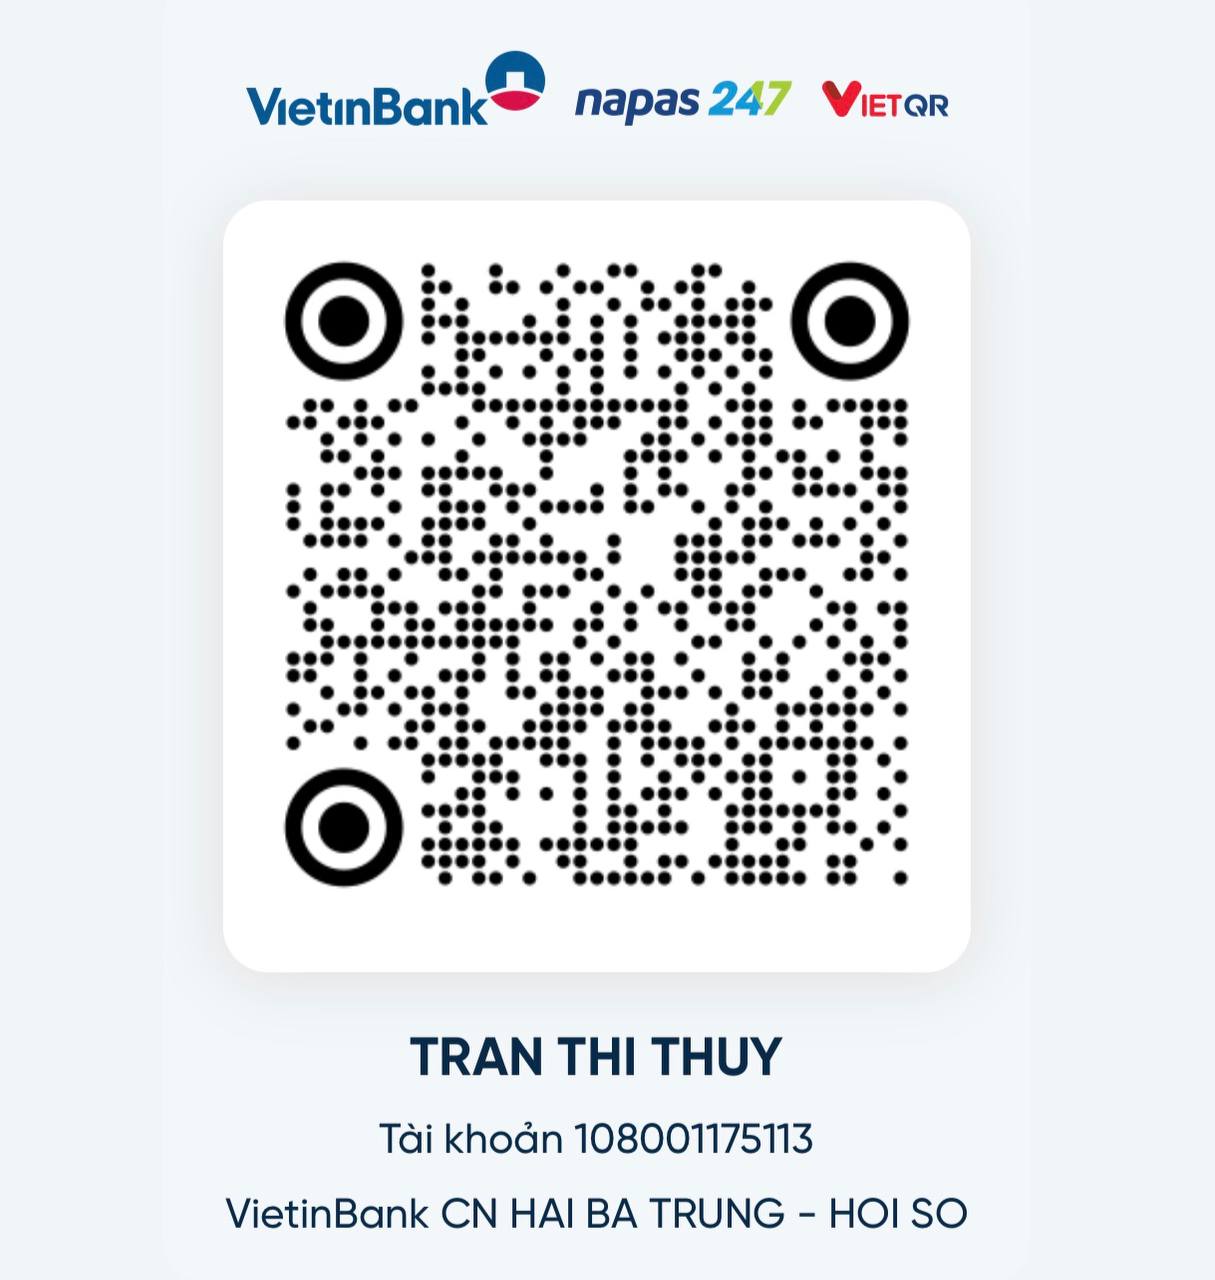 VietinBank napas 247 VIETQR
TRAN THI THUY
Tài khoản 108001175113
VietinBank CN HAI BA TRUNG - HOI SO